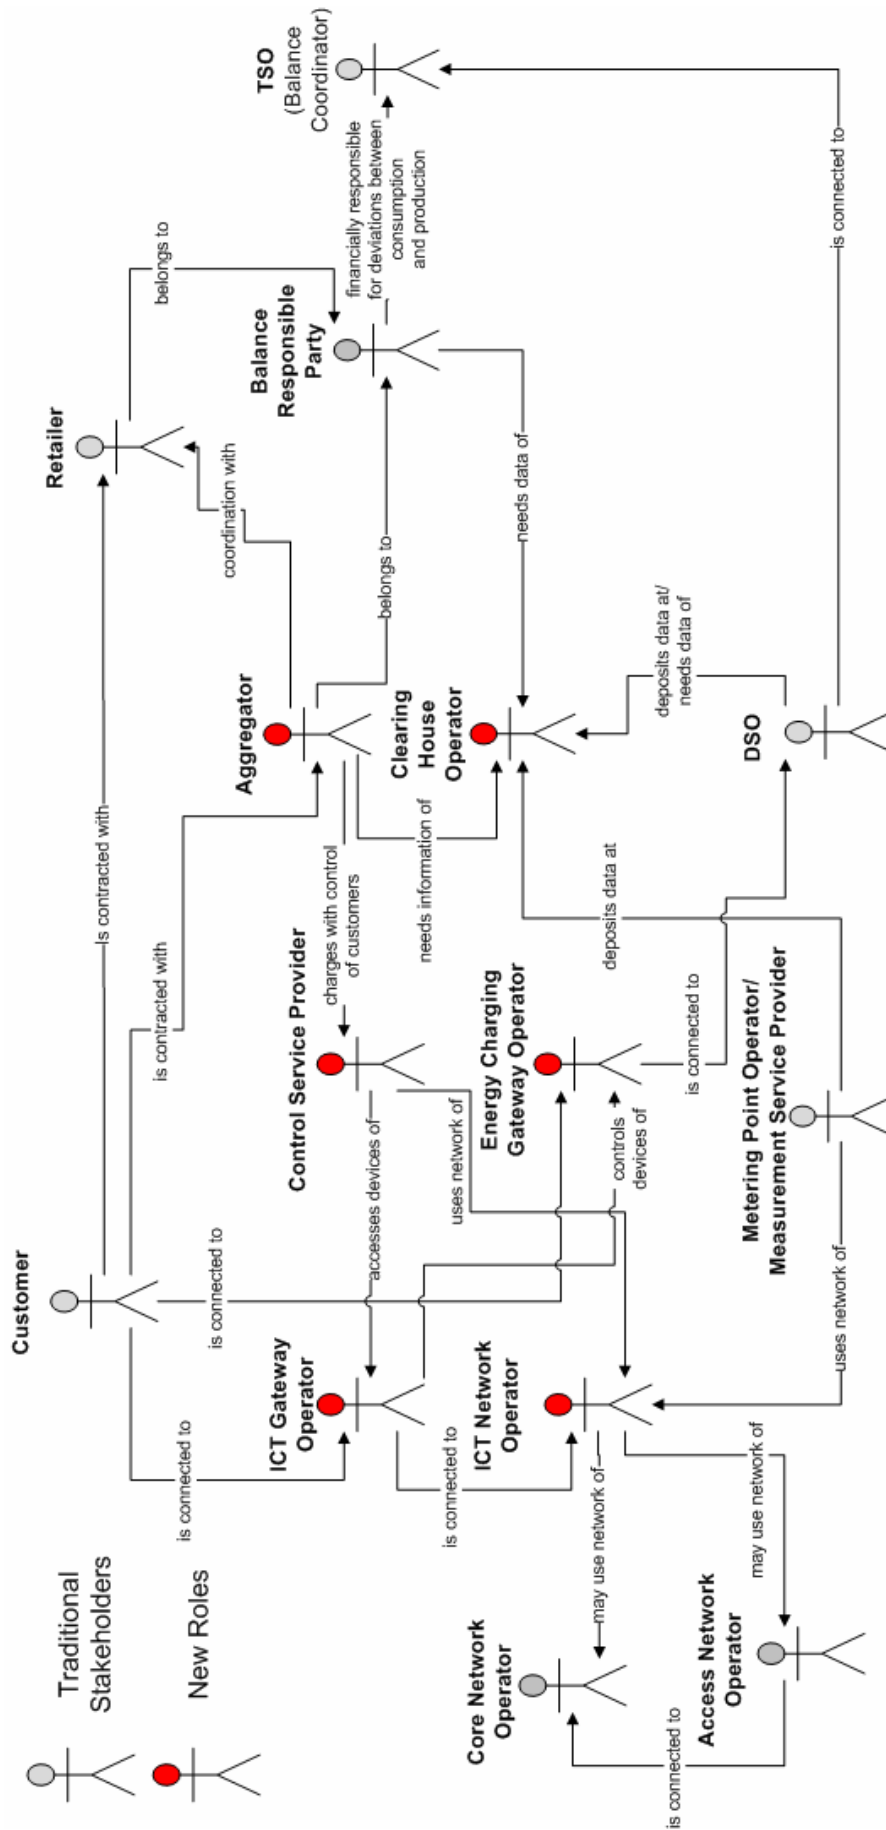 Traditional
Stakeholders
New Roles
Customer
Retailer
TSO
(Balance
Coordinator)
Is contracted with
belongs to
is contracted with
coordination with
financially responsible
for deviations between
consumption
and production
Balance
Responsible
Party
Aggregator
belongs to
is connected to
is connected to
ICT Gateway
Operator
accesses devices of
Control Service Provider
charges with control
of customers
needs information of
Clearing
House
Operator
needs data of
uses network of
Energy Charging
Gateway Operator
controls
devices of
is connected to
ICT Network
Operator
is connected to
deposits data at
deposits data at/
needs data of
is connected to
DSO
Metering Point Operator/
Measurement Service Provider
uses network of
may use network of
may use network of
Core Network
Operator
Access Network
Operator
is connected to